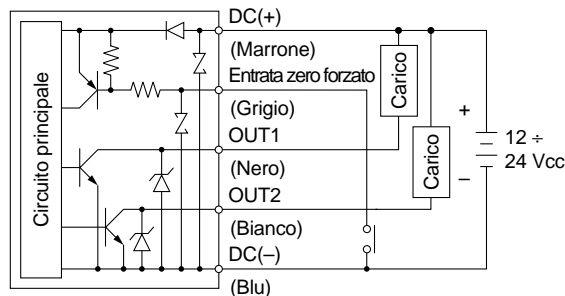 DC(+)
(Marrone)
Entrata zero forzato
(Grigio)
OUT1
(Nero)
OUT2
(Bianco)
DC(–)
(Blu)
Circuito principale
Carico
Carico
+
–
12 ÷
24 Vcc